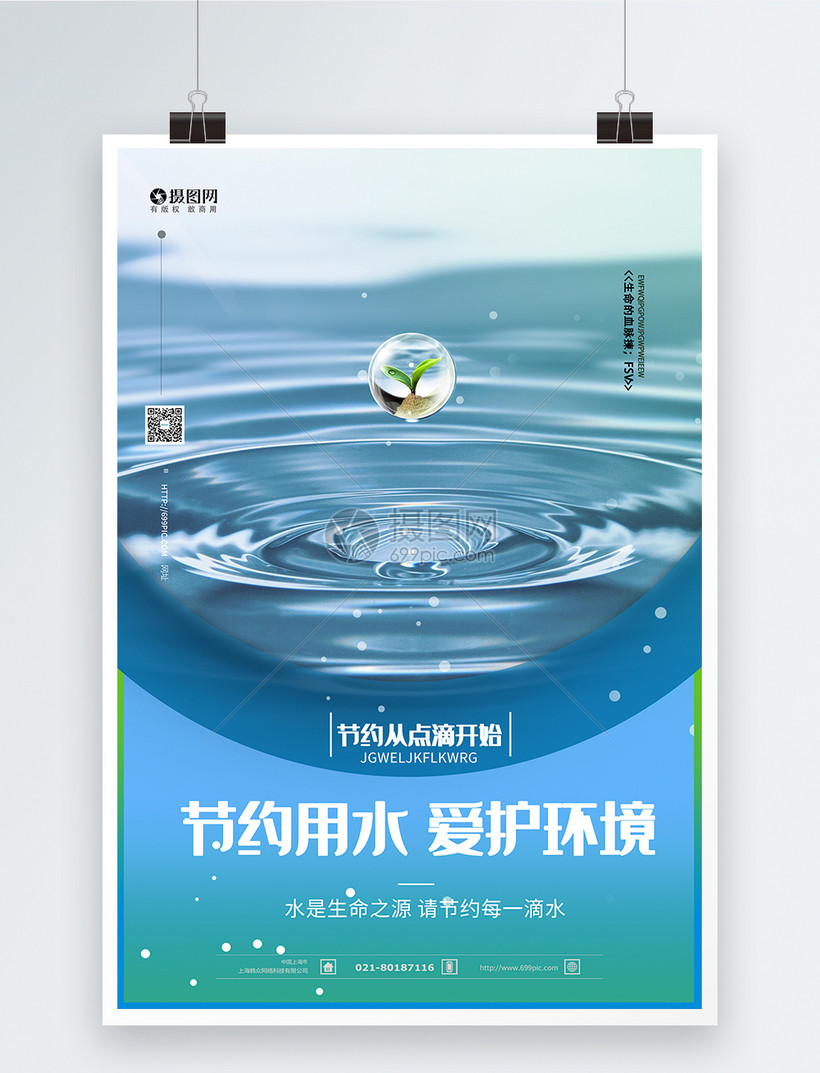 摄图网
有版权 敢商用
EWFWQIPGPOWJPGWPWEIEEW
<<生命的血脉揀；FSV>>
HTTP://699PIC.COM 网址
摄图网
699pic.com
节约从点滴开始
JGWELJKFLKWRG
节约用水 爱护环境
水是生命之源 请节约每一滴水
中国上海市
上海韩众网络科技有限公司
021-80187116
http://www.699pic.com